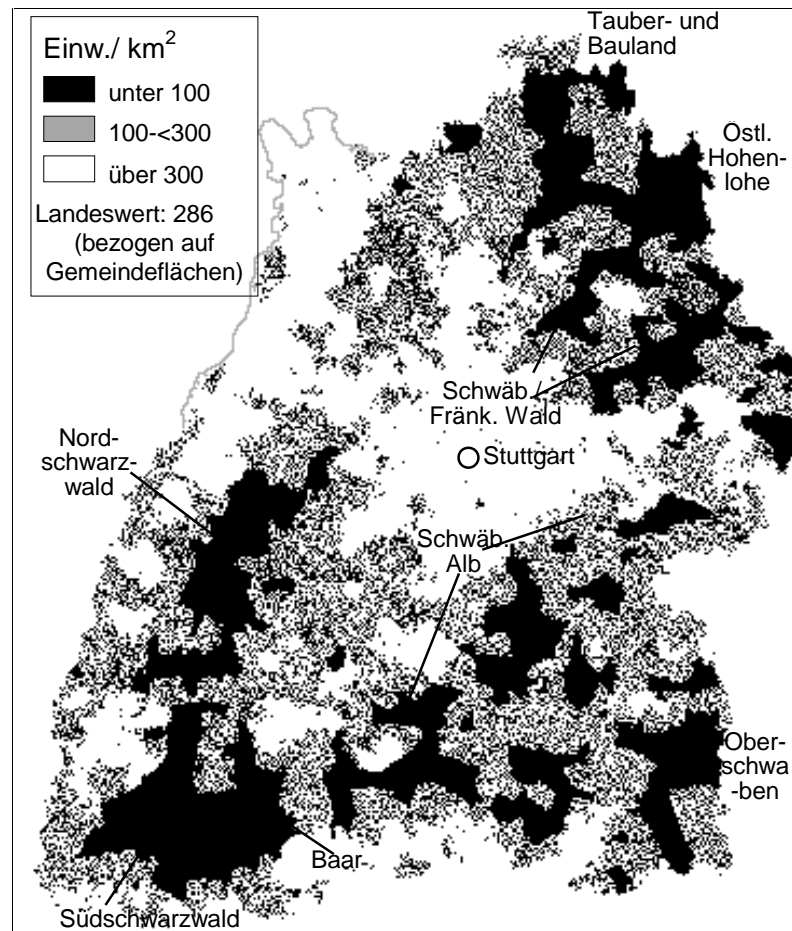 Einw./ km²
unter 100
100-<300
über 300
Landeswert: 286
(bezogen auf
Gemeindeflächen)
Tauber- und
Bauland
Östl.
Hohen-
lohe
Schwäb./
Fränk. Wald
Stuttgart
Nord-
schwarz-
wald
Schwäb.
Alb
Ober-
schwa
-ben
Baar
Südschwarzwald